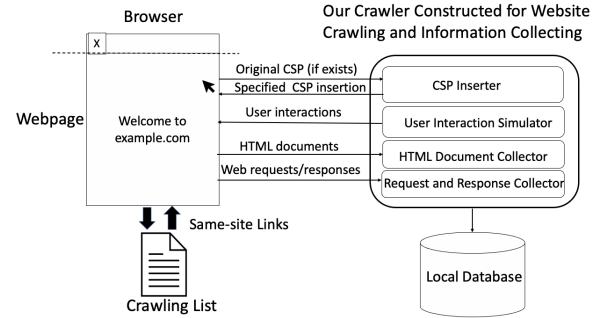 Browser
Our Crawler Constructed for Website
Crawling and Information Collecting
X
Original CSP (if exists)
CSP Inserter
Specified CSP insertion
User interactions
Webpage
Welcome to
example.com
User Interaction Simulator
HTML documents
HTML Document Collector
Web requests/responses
Request and Response Collector
Same-site Links
Local Database
Crawling List